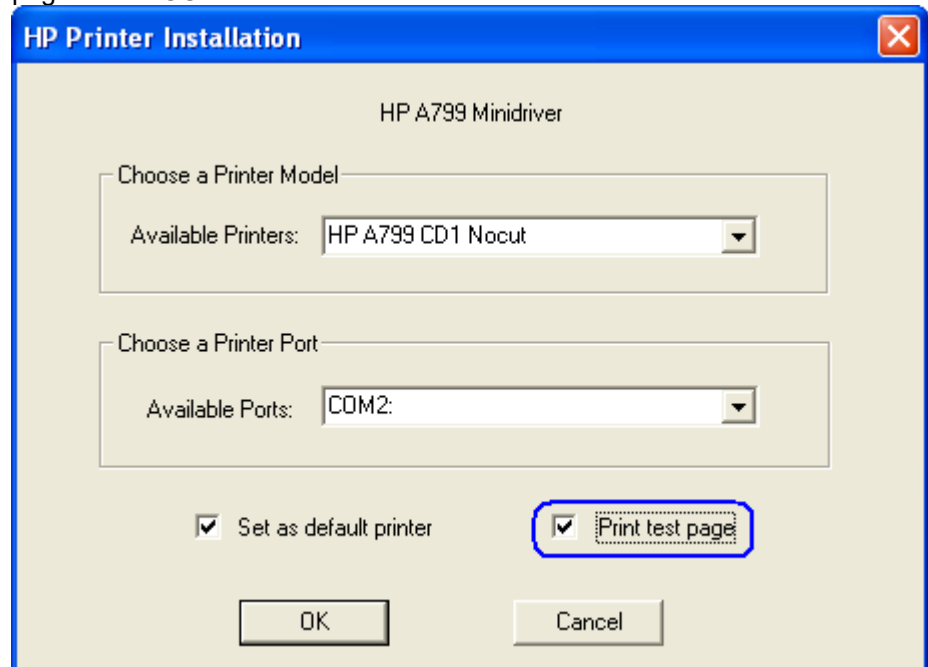 HP Printer Installation
HP A799 Minidriver
Choose a Printer Model
Available Printers: HP A799 CD1 Nocut
Choose a Printer Port
Available Ports: COM2:
Set as default printer Print test page
OK Cancel